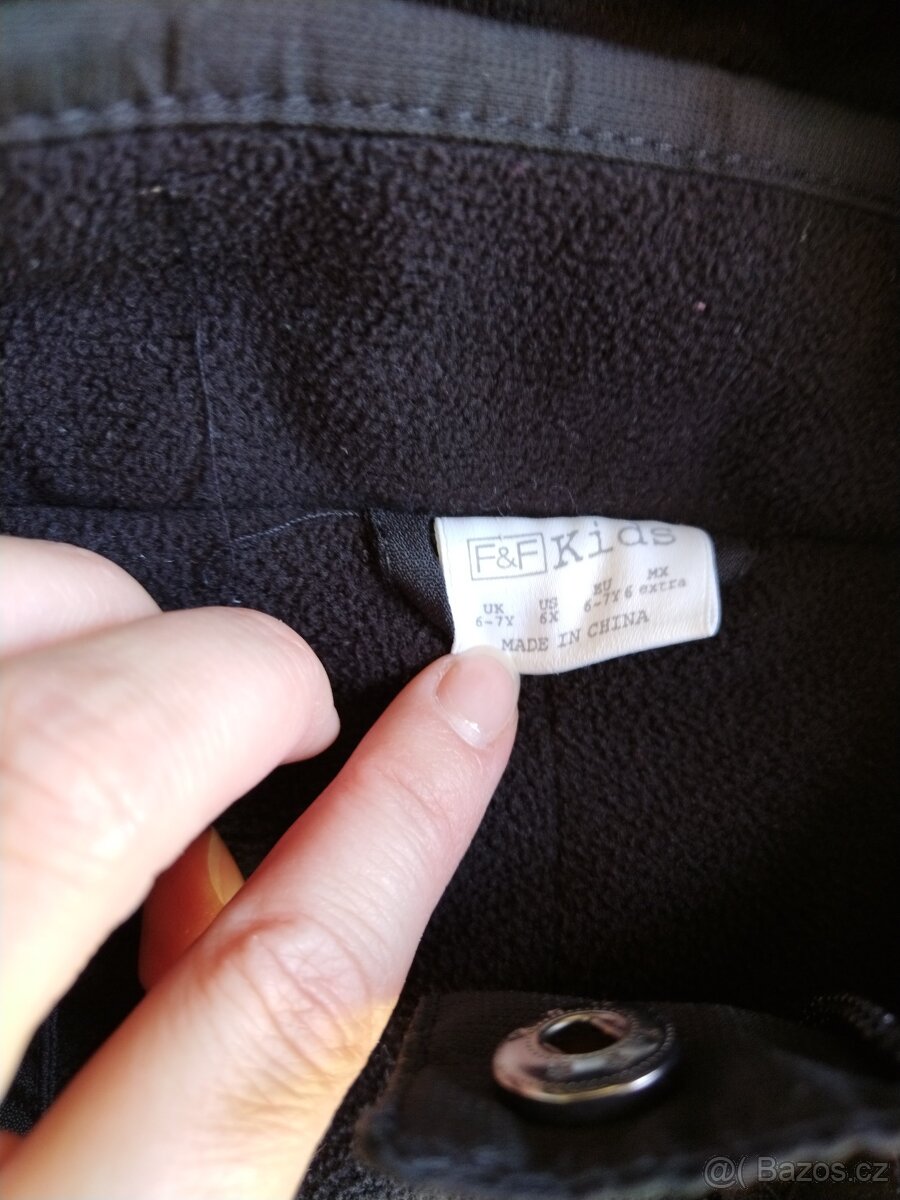 F&F Kids
UK US EU MX
6-7Y 6X 6-7Y 6 extra
MADE IN CHINA
@( Bazos.cz